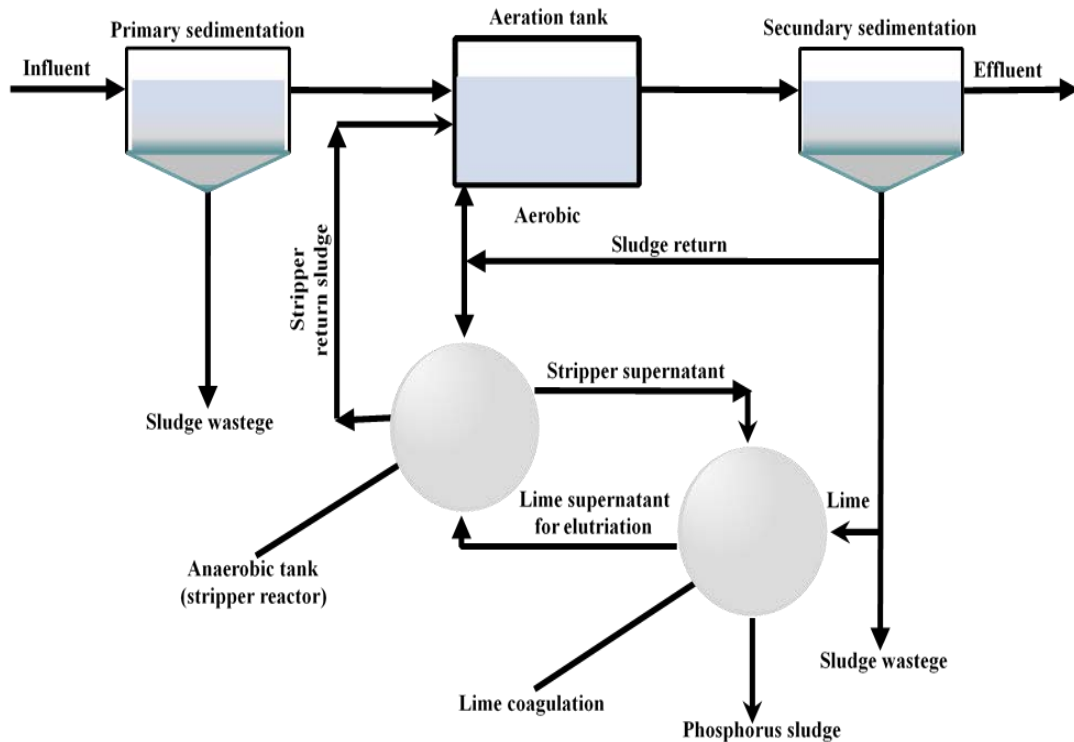 Primary sedimentation
Aeration tank
Secundary sedimentation
Influent
Effluent
Aerobic
Sludge return
Stripper
return sludge
Stripper supernatant
Sludge wastege
Lime supernatant
for elutriation
Lime
Anaerobic tank
(stripper reactor)
Sludge wastege
Lime coagulation
Phosphorus sludge